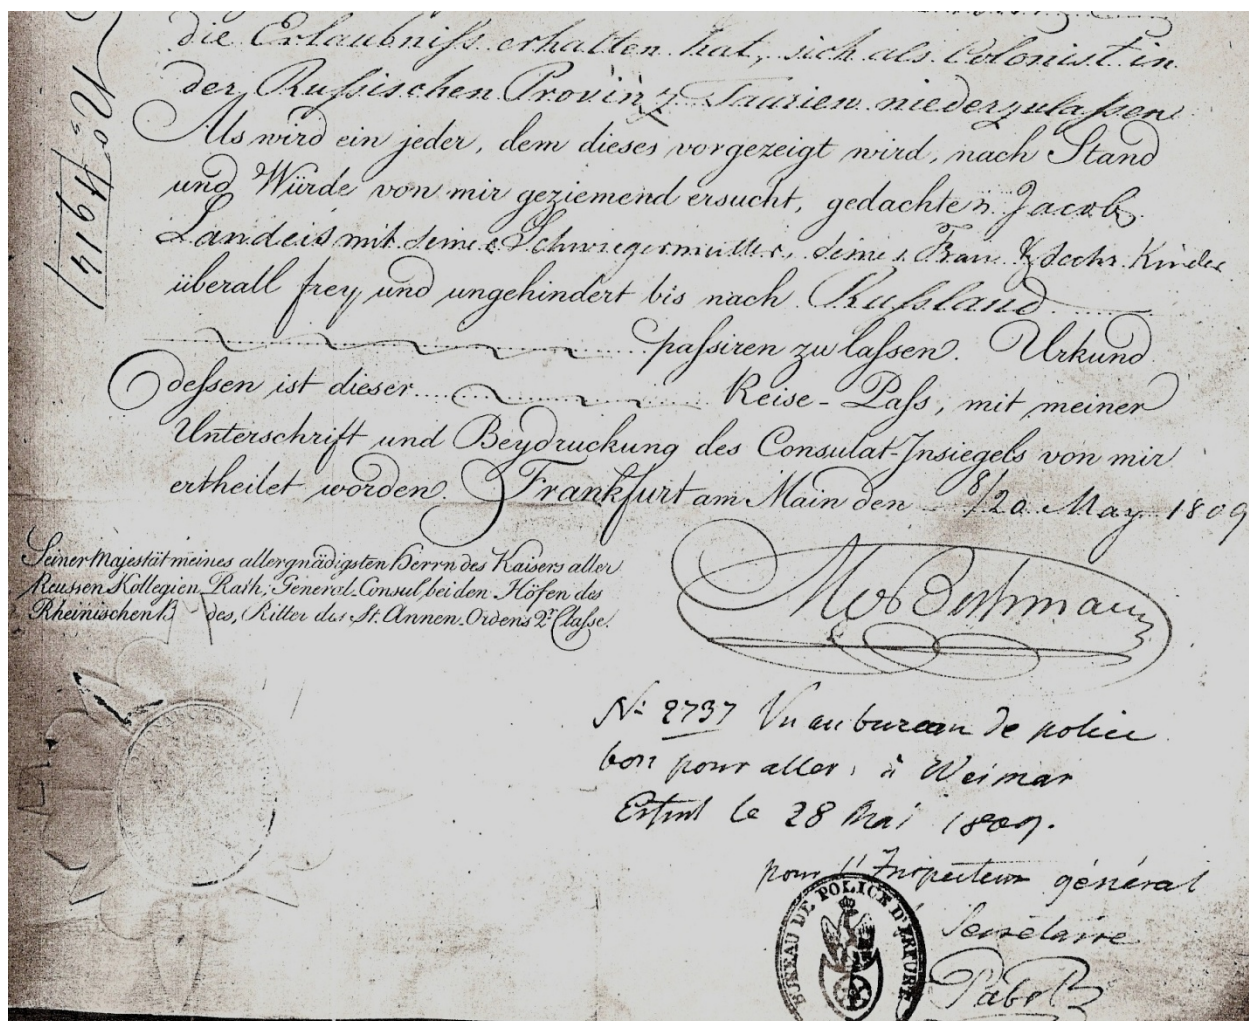 die Erlaubniſs erhalten hat, sich als Colonist in
der Ruſsischen Provinz Taurien niederzulaſsen
Als wird ein jeder, dem dieses vorgezeigt wird, nach Stand
und Würde von mir geziemend ersucht, gedachten Jacob
Landeis mit seiner Schwiegermutter, seiner Frau & sechs Kinder
überall frey und ungehindert bis nach Ruſsland
paſsiren zu laſsen. Urkund
deſsen ist dieser Reise-Paſs, mit meiner
Unterschrift und Beydruckung des Consulat-Insiegels von mir
ertheilet worden. Frankfurt am Main den 8/20 May 1809
Seiner Majestät meines allergnädigsten Herrn des Kaisers aller
Reussen Kollegien-Rath, General-Consul bei den Höfen des
Rheinischen B des, Ritter des St. Annen-Ordens 2r. Claſse.
No. 2737 Vu au bureau de police
bon pour aller à Weimar
Erfurt le 28 Mai 1809.
pour l'Inspecteur général
Secrétaire
BUREAU DE POLICE D'ERFURT